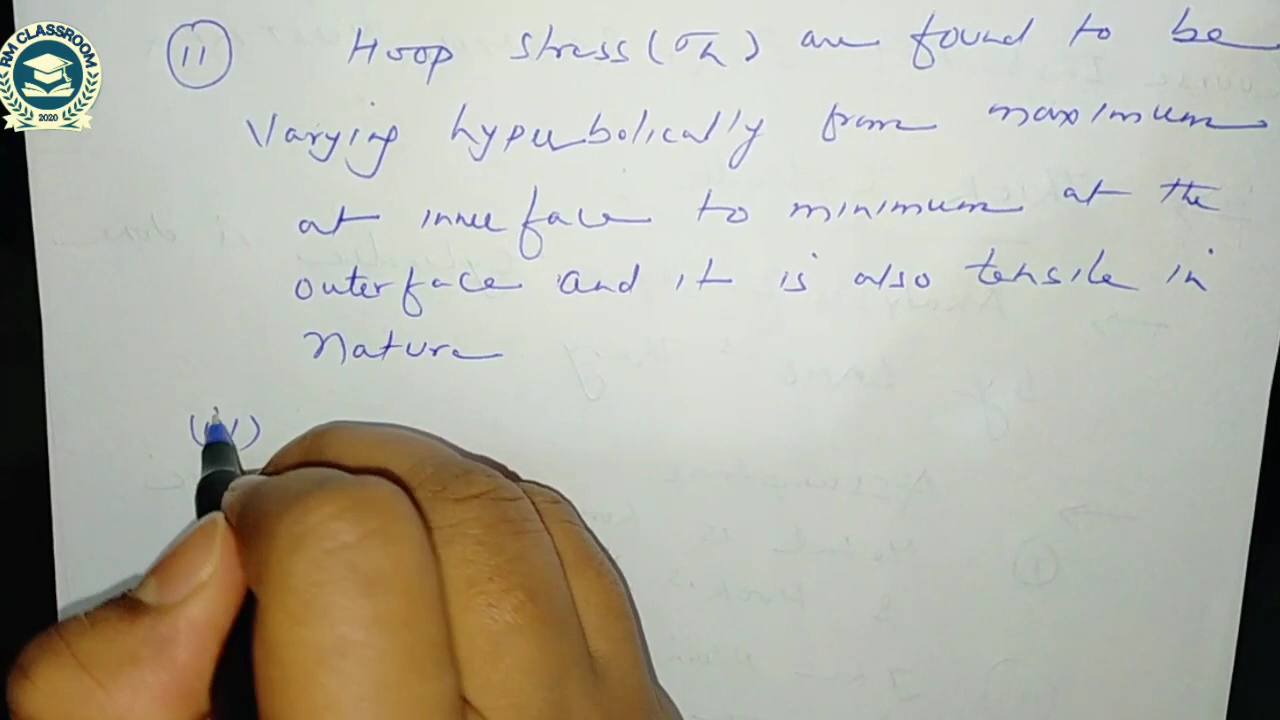 RM CLASSROOM
2020
(11) Hoop stress (σh) are found to be
varying hyperbolically from maximum
at inner face to minimum at the
outer face and it is also tensile in
Nature